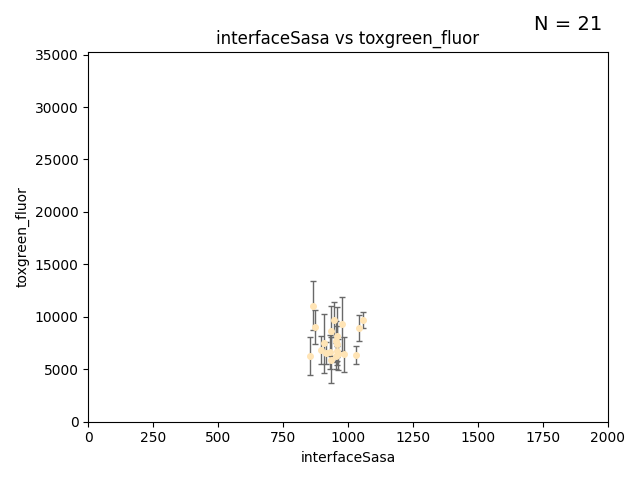 N = 21
interfaceSasa vs toxgreen_fluor
35000
30000
25000
20000
15000
10000
5000
0
toxgreen_fluor
0 250 500 750 1000 1250 1500 1750 2000
interfaceSasa